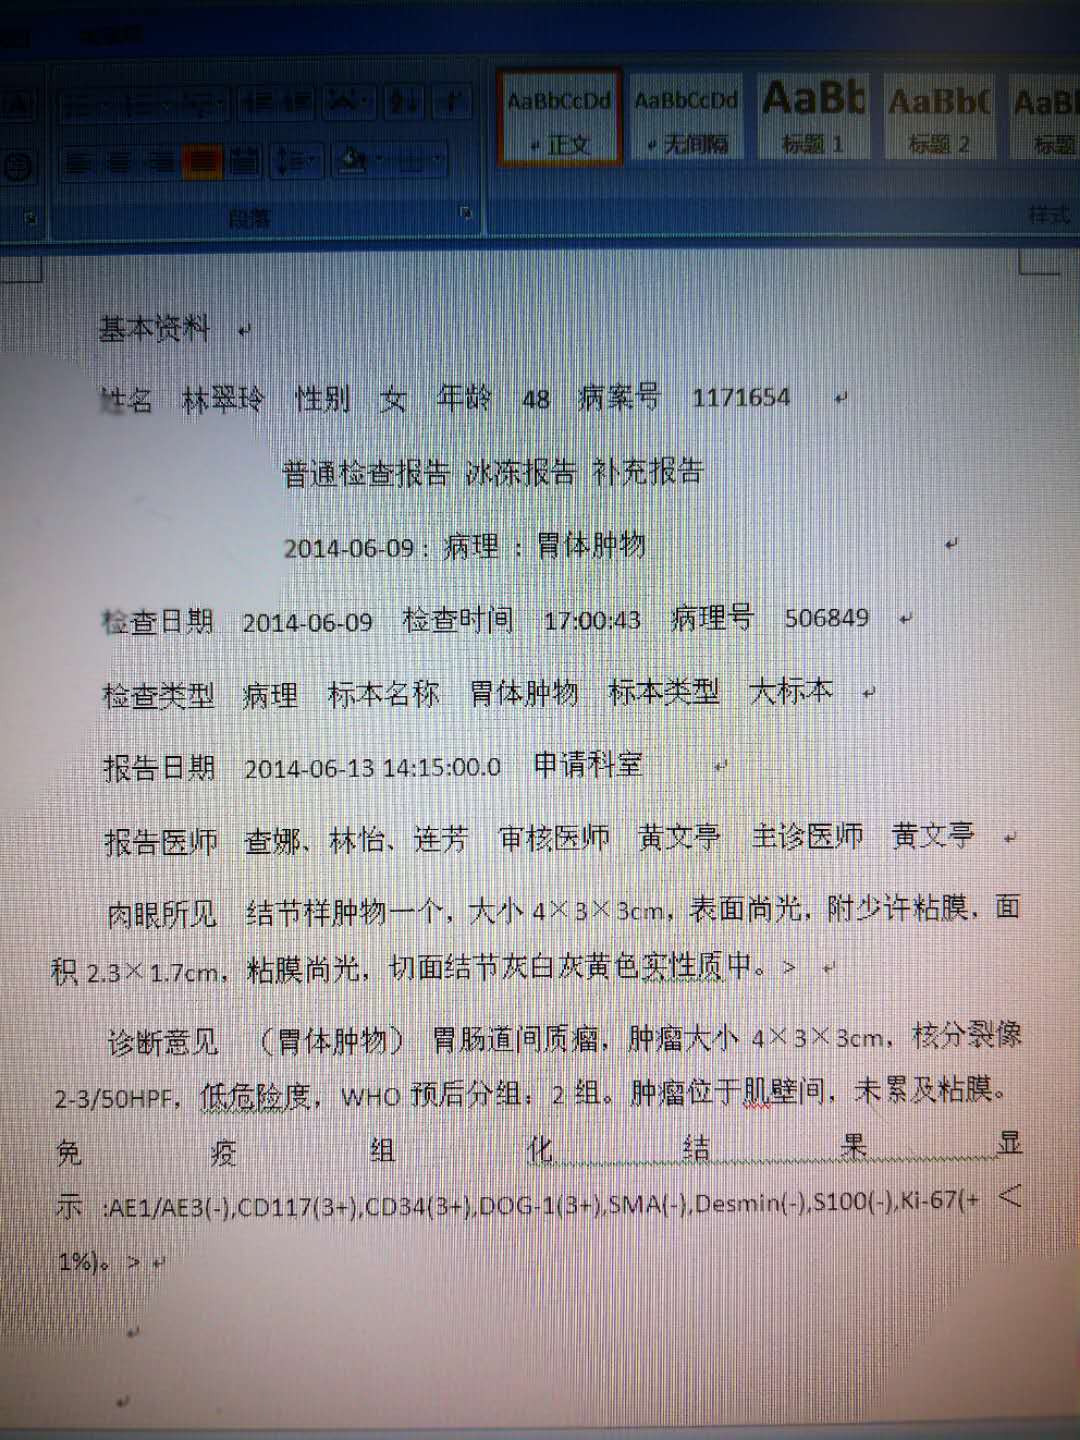 AaBbCcDd AaBbCcDd AaBb AaBbC AaBb
正文 无间隔 标题 1 标题 2 标题
段落 样式
基本资料
姓名 林翠玲 性别 女 年龄 48 病案号 1171654
普通检查报告 冰冻报告 补充报告
2014-06-09 : 病理 : 胃体肿物
检查日期 2014-06-09 检查时间 17:00:43 病理号 506849
检查类型 病理 标本名称 胃体肿物 标本类型 大标本
报告日期 2014-06-13 14:15:00.0 申请科室
报告医师 查娜、林怡、连芳 审核医师 黄文亭 主诊医师 黄文亭
肉眼所见 结节样肿物一个，大小 4×3×3cm，表面尚光，附少许粘膜，面
积 2.3×1.7cm，粘膜尚光，切面结节灰白灰黄色实性质中。>
诊断意见 （胃体肿物） 胃肠道间质瘤，肿瘤大小 4×3×3cm，核分裂像
2-3/50HPF，低危险度，WHO 预后分组：2 组。肿瘤位于肌壁间，未累及粘膜。
免疫组化结果显
示 :AE1/AE3(-),CD117(3+),CD34(3+),DOG-1(3+),SMA(-),Desmin(-),S100(-),Ki-67(+ <
1%)。>